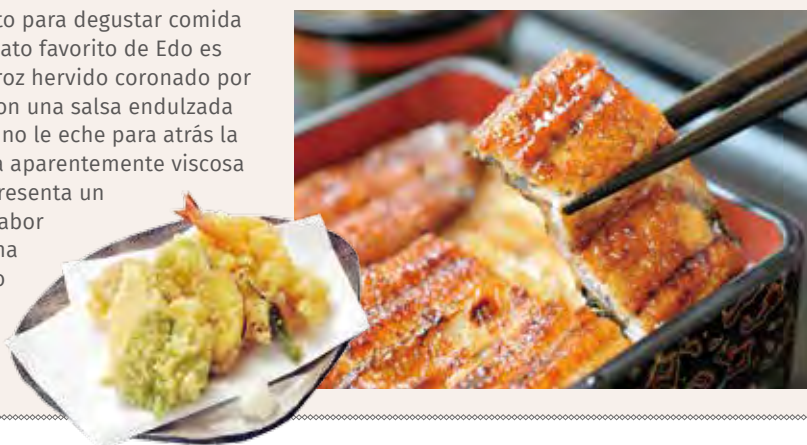 to para degustar comida
ato favorito de Edo es
roz hervido coronado por
on una salsa endulzada
no le eche para atrás la
a aparentemente viscosa
resenta un
abor
na
o